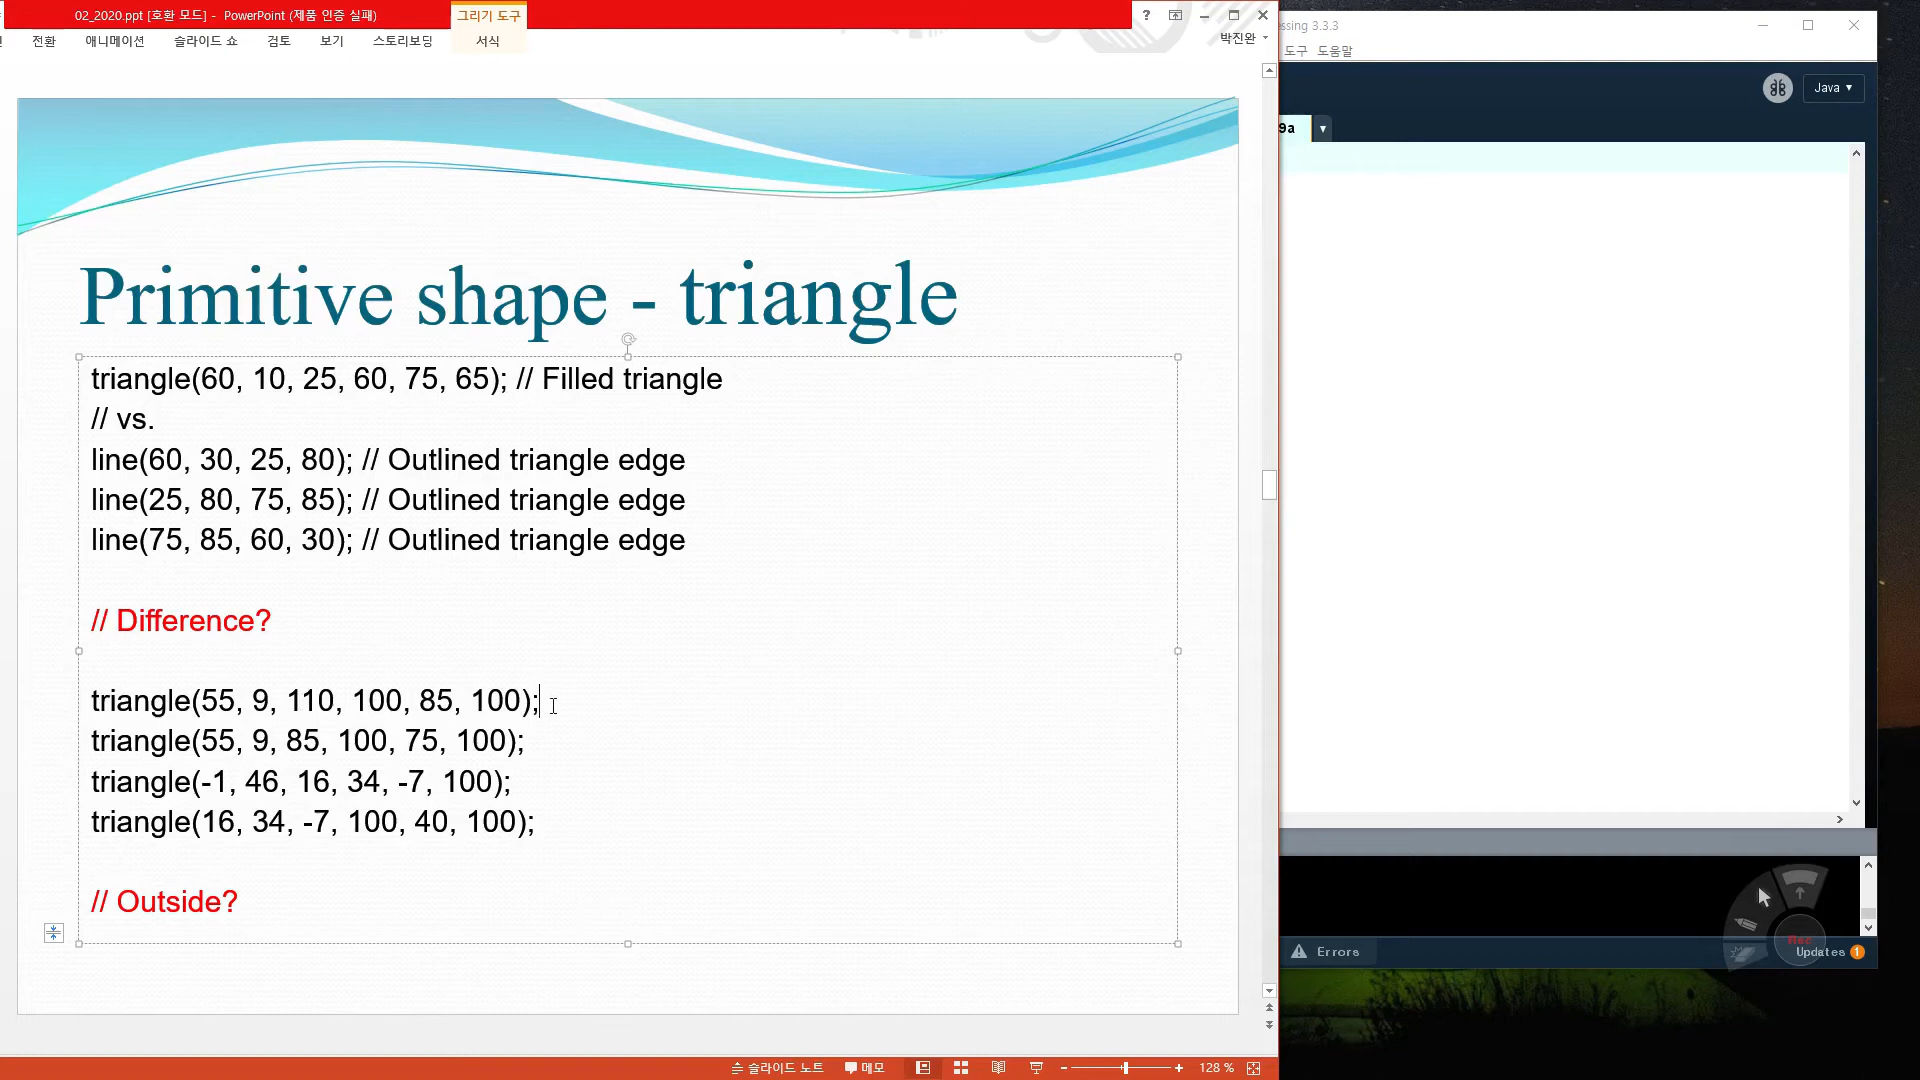 02_2020.ppt [호환 모드] - PowerPoint (제품 인증 실패)
그리기 도구
전환
애니메이션
슬라이드 쇼
검토
보기
스토리보딩
서식
박진완
Primitive shape - triangle
triangle(60, 10, 25, 60, 75, 65); // Filled triangle
// vs.
line(60, 30, 25, 80); // Outlined triangle edge
line(25, 80, 75, 85); // Outlined triangle edge
line(75, 85, 60, 30); // Outlined triangle edge
// Difference?
triangle(55, 9, 110, 100, 85, 100);
triangle(55, 9, 85, 100, 75, 100);
triangle(-1, 46, 16, 34, -7, 100);
triangle(16, 34, -7, 100, 40, 100);
// Outside?
슬라이드 노트
메모
128 %
essing 3.3.3
도구 도움말
Java
9a
Rec
Errors
Updates 1